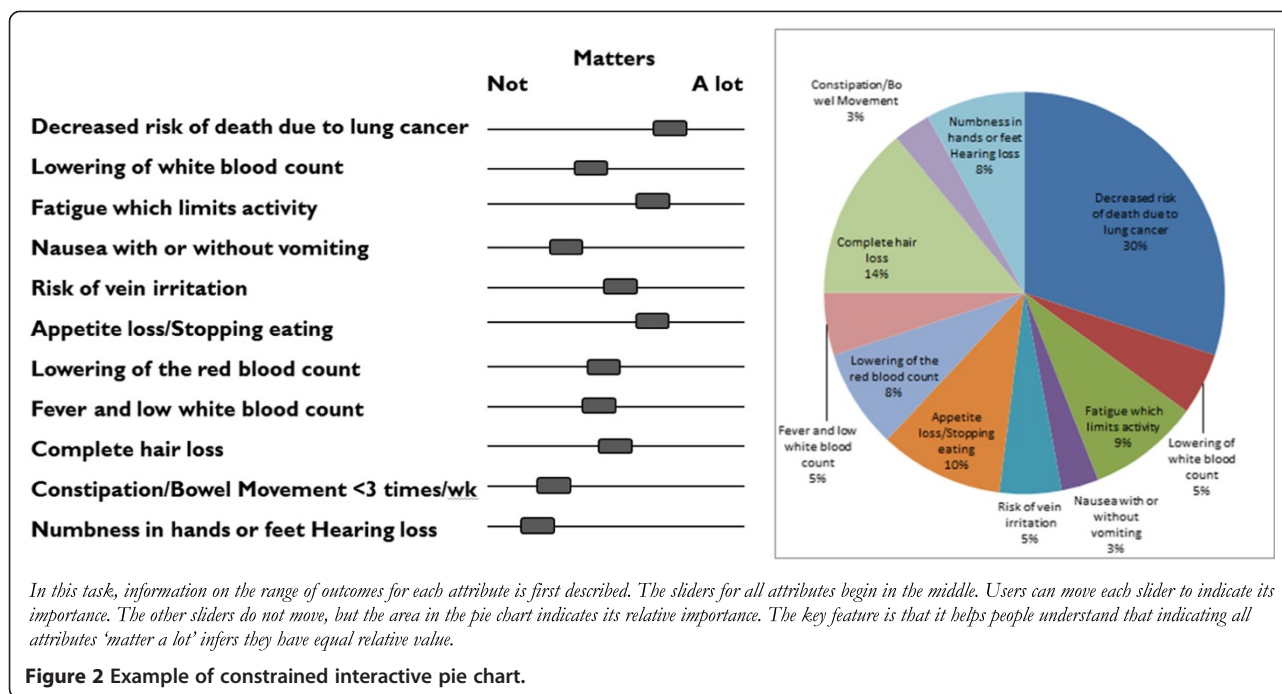 Matters
Not A lot
Decreased risk of death due to lung cancer
Lowering of white blood count
Fatigue which limits activity
Nausea with or without vomiting
Risk of vein irritation
Appetite loss/Stopping eating
Lowering of the red blood count
Fever and low white blood count
Complete hair loss
Constipation/Bowel Movement <3 times/wk
Numbness in hands or feet Hearing loss
Constipation/Bo
wel Movement
3%
Numbness in
hands or feet
Hearing loss
8%
Decreased risk
of death due to
lung cancer
30%
Complete hair
loss
14%
Lowering of the
red blood count
8%
Fever and low
white blood
count
5%
Appetite
loss/Stopping
eating
10%
Risk of vein
irritation
5%
Nausea with or
without
vomiting
3%
Fatigue which
limits activity
9%
Lowering of
white blood
count
5%
In this task, information on the range of outcomes for each attribute is first described. The sliders for all attributes begin in the middle. Users can move each slider to indicate its
importance. The other sliders do not move, but the area in the pie chart indicates its relative importance. The key feature is that it helps people understand that indicating all
attributes ‘matter a lot’ infers they have equal relative value.
Figure 2 Example of constrained interactive pie chart.